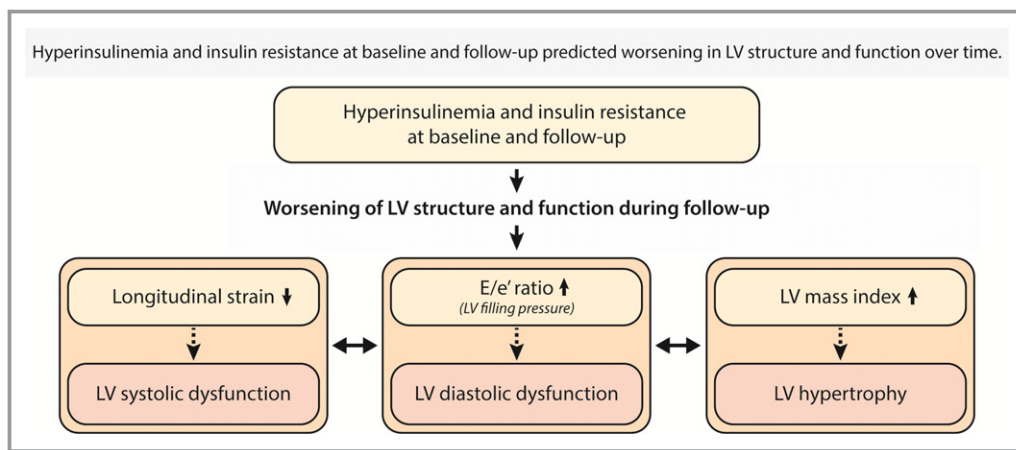 Hyperinsulinemia and insulin resistance at baseline and follow-up predicted worsening in LV structure and function over time.
Hyperinsulinemia and insulin resistance
at baseline and follow-up
Worsening of LV structure and function during follow-up
Longitudinal strain
LV systolic dysfunction
E/e' ratio
(LV filling pressure)
LV diastolic dysfunction
LV mass index
LV hypertrophy